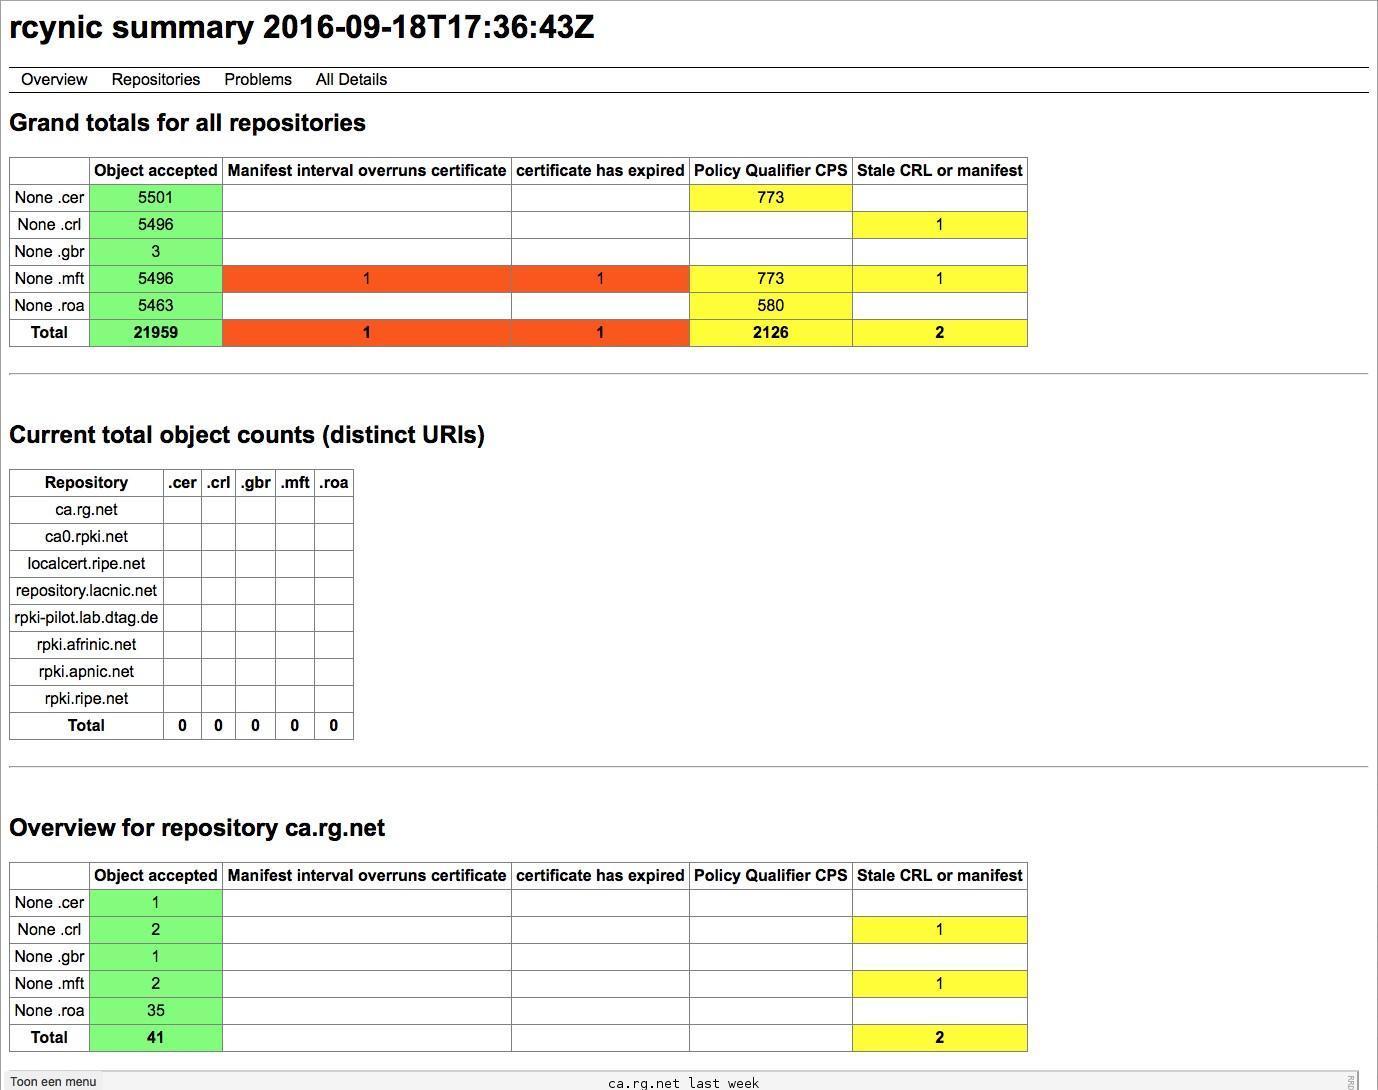 rcynic summary 2016-09-18T17:36:43Z
Overview Repositories Problems All Details
Grand totals for all repositories
Object accepted Manifest interval overruns certificate certificate has expired Policy Qualifier CPS Stale CRL or manifest
None .cer 5501 773
None .crl 5496 1
None .gbr 3
None .mft 5496 1 1 773 1
None .roa 5463 580
Total 21959 1 1 2126 2
Current total object counts (distinct URIs)
Repository .cer .crl .gbr .mft .roa
ca.rg.net
ca0.rpki.net
localcert.ripe.net
repository.lacnic.net
rpki-pilot.lab.dtag.de
rpki.afrinic.net
rpki.apnic.net
rpki.ripe.net
Total 0 0 0 0 0
Overview for repository ca.rg.net
Object accepted Manifest interval overruns certificate certificate has expired Policy Qualifier CPS Stale CRL or manifest
None .cer 1
None .crl 2 1
None .gbr 1
None .mft 2 1
None .roa 35
Total 41 2
Toon een menu
ca.rg.net last week
RRD